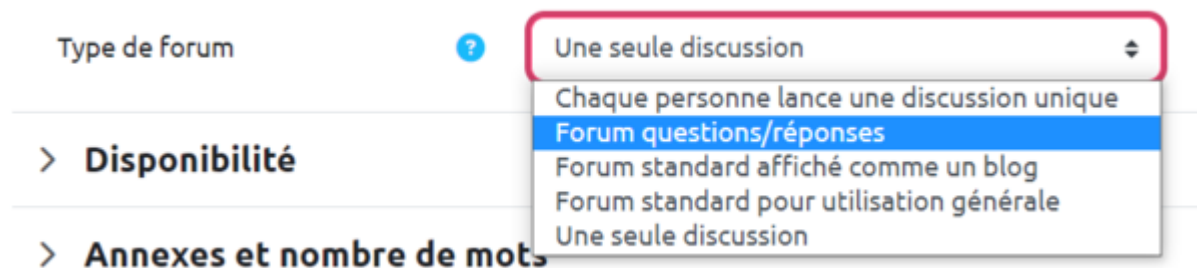 Type de forum ? Une seule discussion
Chaque personne lance une discussion unique
Forum questions/réponses
Forum standard affiché comme un blog
Forum standard pour utilisation générale
Une seule discussion
> Disponibilité
> Annexes et nombre de mots